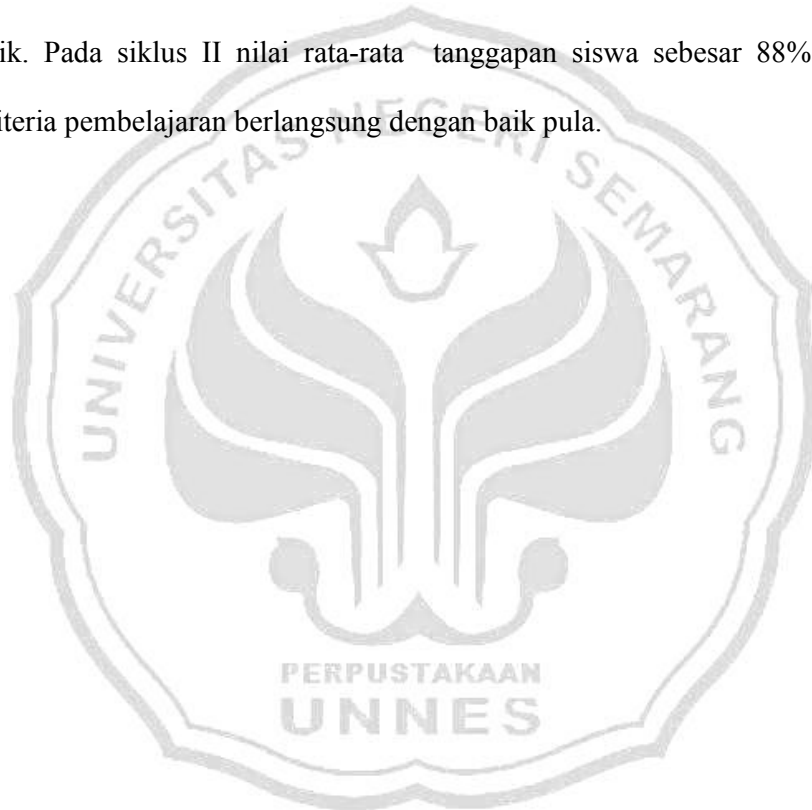 ik. Pada siklus II nilai rata-rata tanggapan siswa sebesar 88%
iteria pembelajaran berlangsung dengan baik pula.
UNIVERSITAS NEGERI SEMARANG
PERPUSTAKAAN
UNNES